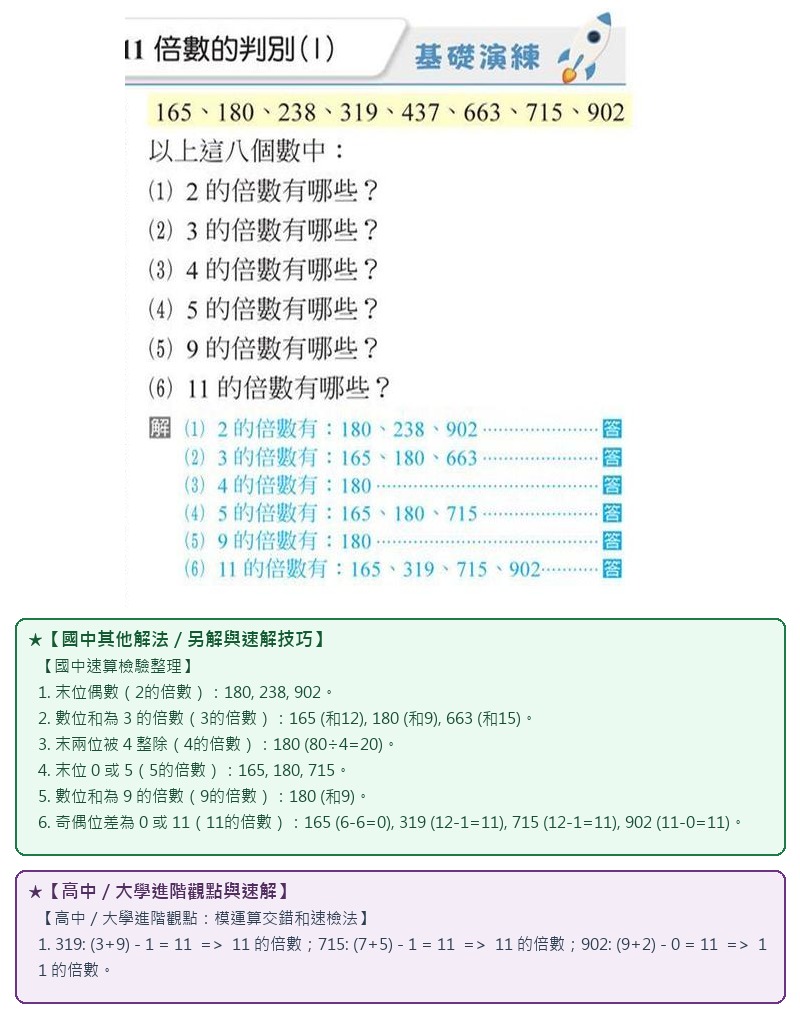 11 倍數的判別(1) 基礎演練
165、180、238、319、437、663、715、902
以上這八個數中：
⑴ 2 的倍數有哪些？
⑵ 3 的倍數有哪些？
⑶ 4 的倍數有哪些？
⑷ 5 的倍數有哪些？
⑸ 9 的倍數有哪些？
⑹ 11 的倍數有哪些？
解 ⑴ 2 的倍數有：180、238、902 …………………… 答
⑵ 3 的倍數有：165、180、663 …………………… 答
⑶ 4 的倍數有：180 …………………………………… 答
⑷ 5 的倍數有：165、180、715 …………………… 答
⑸ 9 的倍數有：180 …………………………………… 答
⑹ 11 的倍數有：165、319、715、902 ………… 答
★【國中其他解法 / 另解與速解技巧】
【國中速算檢驗整理】
1. 末位偶數（2的倍數）：180, 238, 902。
2. 數位和為 3 的倍數（3的倍數）：165 (和12), 180 (和9), 663 (和15)。
3. 末兩位被 4 整除（4的倍數）：180 (80÷4=20)。
4. 末位 0 或 5（5的倍數）：165, 180, 715。
5. 數位和為 9 的倍數（9的倍數）：180 (和9)。
6. 奇偶位差為 0 或 11（11的倍數）：165 (6-6=0), 319 (12-1=11), 715 (12-1=11), 902 (11-0=11)。
★【高中 / 大學進階觀點與速解】
【高中 / 大學進階觀點：模運算交錯和速檢法】
1. 319: (3+9) - 1 = 11 => 11 的倍數；715: (7+5) - 1 = 11 => 11 的倍數；902: (9+2) - 0 = 11 => 1
1 的倍數。